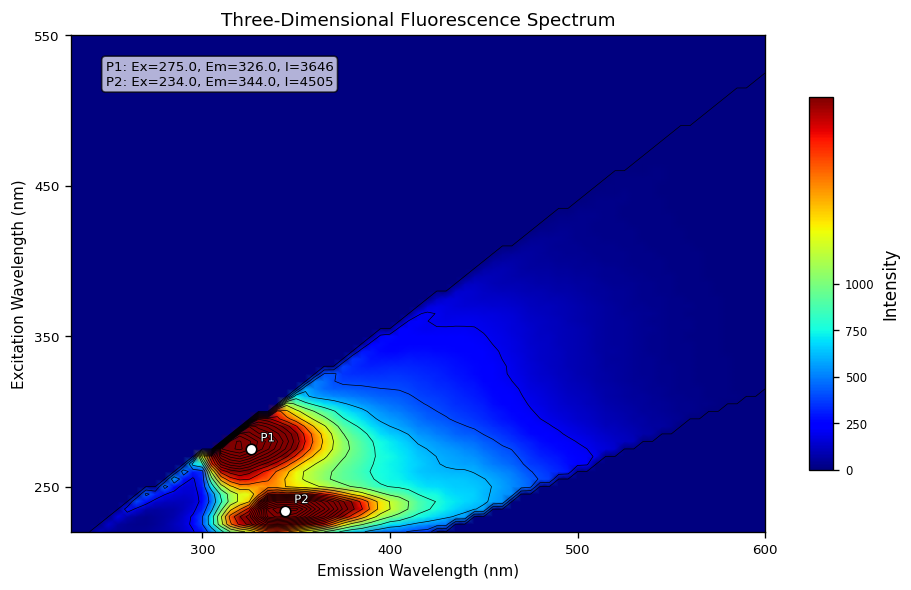 Three-Dimensional Fluorescence Spectrum
550
P1: Ex=275.0, Em=326.0, I=3646
P2: Ex=234.0, Em=344.0, I=4505
450
Excitation Wavelength (nm)
350
250
P1
P2
300
400
500
600
Emission Wavelength (nm)
1000
750
500
250
0
Intensity